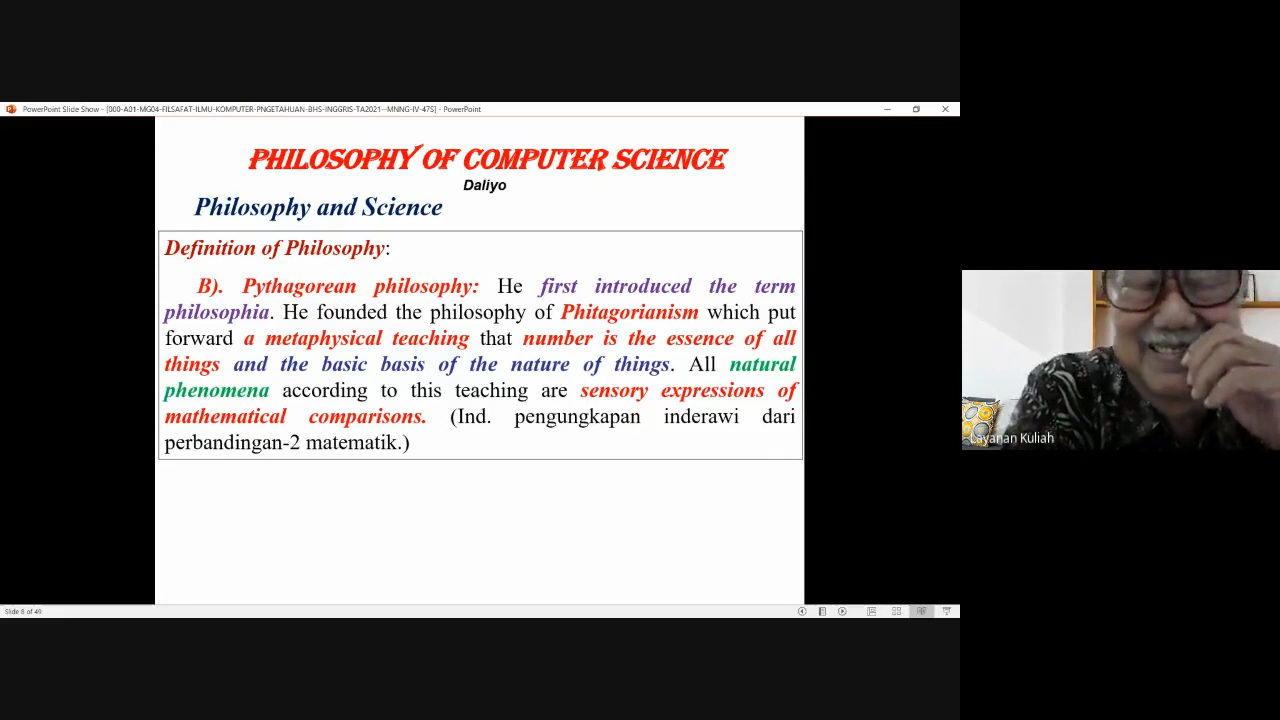 PowerPoint Slide Show - [000-A01-MG04-FILSAFAT-ILMU-KOMPUTER-PNGETAHUAN-BHS-INGGRIS-TA2021--MNNG-IV-47S] - PowerPoint
PHILOSOPHY OF COMPUTER SCIENCE
Daliyo
Philosophy and Science
Definition of Philosophy:
B). Pythagorean philosophy: He first introduced the term
philosophia. He founded the philosophy of Phitagorianism which put
forward a metaphysical teaching that number is the essence of all
things and the basic basis of the nature of things. All natural
phenomena according to this teaching are sensory expressions of
mathematical comparisons. (Ind. pengungkapan inderawi dari
perbandingan-2 matematik.)
Layanan Kuliah
Slide 8 of 49